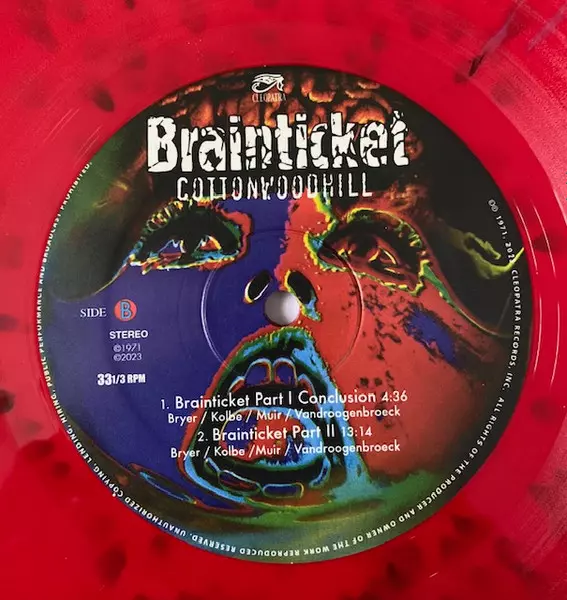 CLEOPATRA
Brainticket
COTTONWOODHILL
SIDE B
STEREO
©1971
©2023
33 1/3 RPM
1. Brainticket Part I Conclusion 4:36
Bryer / Kolbe / Muir / Vandroogenbroeck
2. Brainticket Part II 13:14
Bryer / Kolbe /Muir / Vandroogenbroeck
1971, CLEOPATRA RECORDS, INC. ALL RIGHTS OF THE PRODUCER AND OWNER OF THE WORK REPRODUCED RESERVED. UNAUTHORIZED COPYING, LENDING, HIRING, PUBLIC PERFORMANCE AND BROADCAST PROHIBITED.